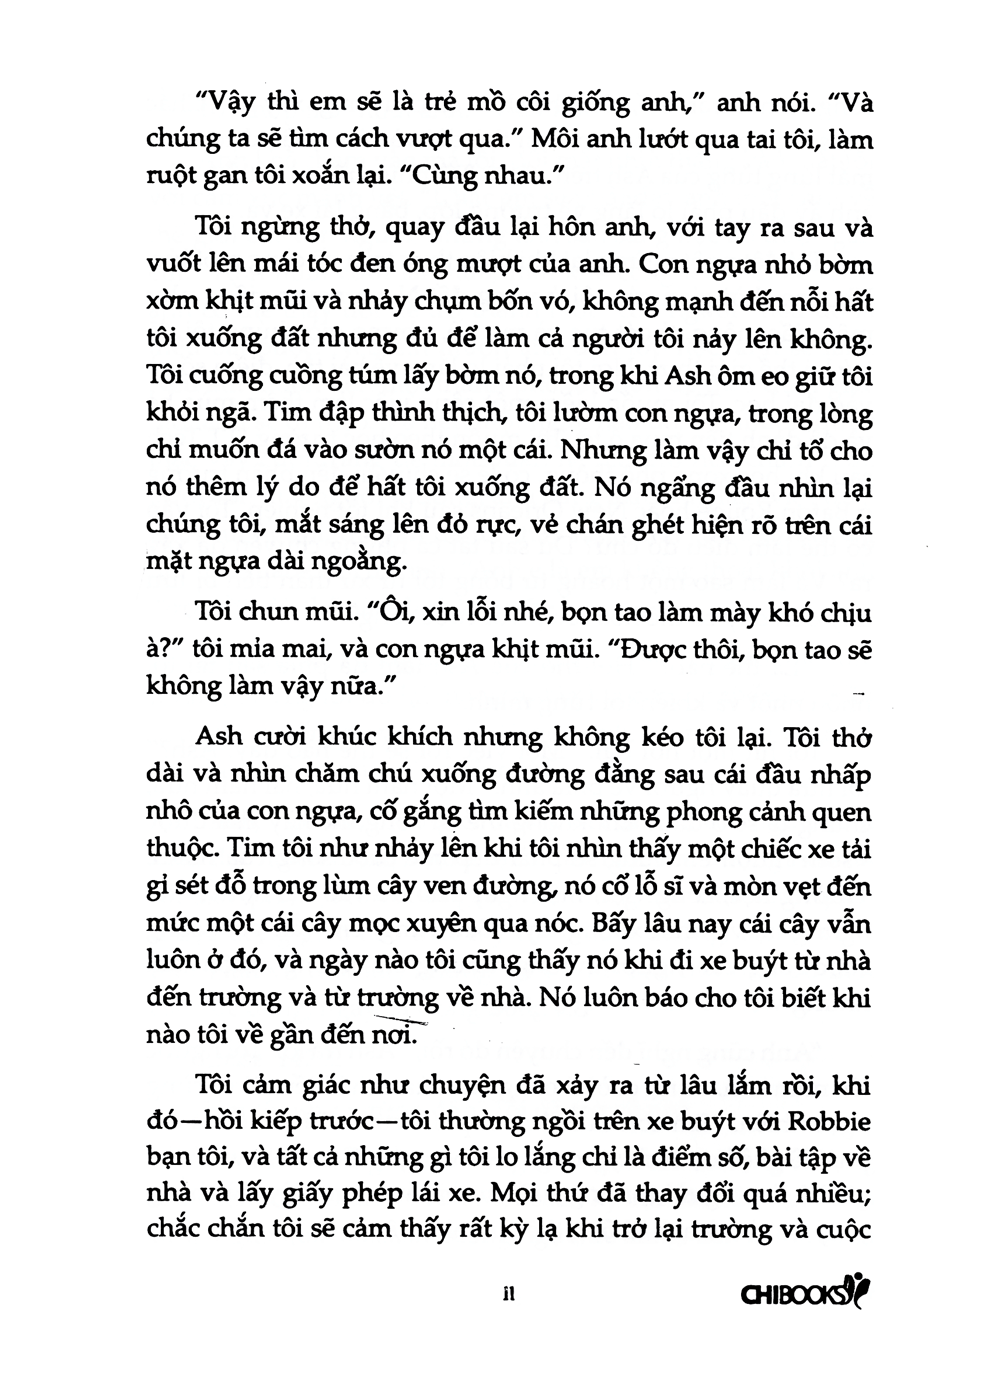 “Vậy thì em sẽ là trẻ mồ côi giống anh,” anh nói. “Và
chúng ta sẽ tìm cách vượt qua.” Môi anh lướt qua tai tôi, làm
ruột gan tôi xoắn lại. “Cùng nhau.”
Tôi ngừng thở, quay đầu lại hôn anh, với tay ra sau và
vuốt lên mái tóc đen óng mượt của anh. Con ngựa nhỏ bờm
xờm khịt mũi và nhảy chụm bốn vó, không mạnh đến nỗi hất
tôi xuống đất nhưng đủ để làm cả người tôi nảy lên không.
Tôi cuống cuồng túm lấy bờm nó, trong khi Ash ôm eo giữ tôi
khỏi ngã. Tim đập thình thịch, tôi lườm con ngựa, trong lòng
chỉ muốn đá vào sườn nó một cái. Nhưng làm vậy chỉ tổ cho
nó thêm lý do để hất tôi xuống đất. Nó ngẩng đầu nhìn lại
chúng tôi, mắt sáng lên đỏ rực, vẻ chán ghét hiện rõ trên cái
mặt ngựa dài ngoằng.
Tôi chun mũi. “Ôi, xin lỗi nhé, bọn tao làm mày khó chịu
à?” tôi mỉa mai, và con ngựa khịt mũi. “Được thôi, bọn tao sẽ
không làm vậy nữa.”
Ash cười khúc khích nhưng không kéo tôi lại. Tôi thở
dài và nhìn chăm chú xuống đường đằng sau cái đầu nhấp
nhô của con ngựa, cố gắng tìm kiếm những phong cảnh quen
thuộc. Tim tôi như nhảy lên khi tôi nhìn thấy một chiếc xe tải
gỉ sét đỗ trong lùm cây ven đường, nó cổ lỗ sĩ và mòn vẹt đến
mức một cái cây mọc xuyên qua nóc. Bấy lâu nay cái cây vẫn
luôn ở đó, và ngày nào tôi cũng thấy nó khi đi xe buýt từ nhà
đến trường và từ trường về nhà. Nó luôn báo cho tôi biết khi
nào tôi về gần đến nơi.
Tôi cảm giác như chuyện đã xảy ra từ lâu lắm rồi, khi
đó—hồi kiếp trước—tôi thường ngồi trên xe buýt với Robbie
bạn tôi, và tất cả những gì tôi lo lắng chỉ là điểm số, bài tập về
nhà và lấy giấy phép lái xe. Mọi thứ đã thay đổi quá nhiều;
chắc chắn tôi sẽ cảm thấy rất kỳ lạ khi trở lại trường và cuộc
11
CHIBOOKS